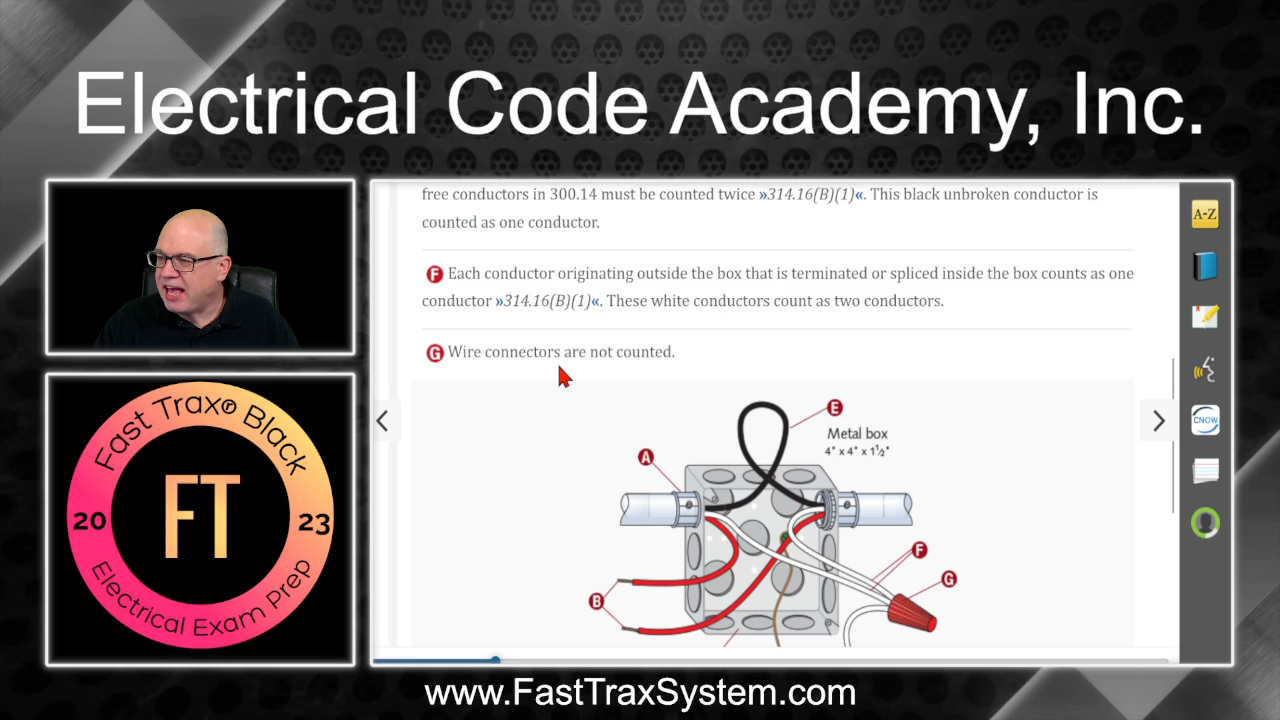 Electrical Code Academy, Inc.
free conductors in 300.14 must be counted twice »314.16(B)(1)«. This black unbroken conductor is
counted as one conductor.
F Each conductor originating outside the box that is terminated or spliced inside the box counts as one
conductor »314.16(B)(1)«. These white conductors count as two conductors.
G Wire connectors are not counted.
E
Metal box
4" x 4" x 1½"
A
F
G
B
A-Z
CNOW
Fast Trax® Black
20 FT 23
Electrical Exam Prep
www.FastTraxSystem.com